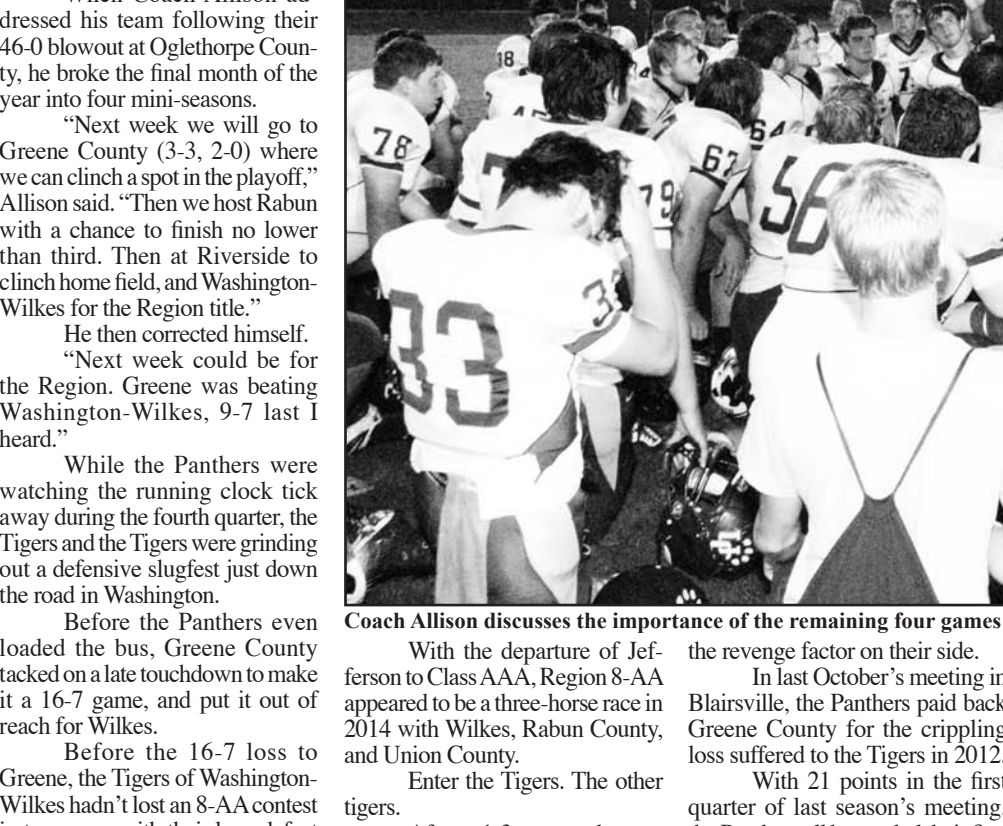 When Coach Allison ad-
dressed his team following their
46-0 blowout at Oglethorpe Coun-
ty, he broke the final month of the
year into four mini-seasons.
“Next week we will go to
Greene County (3-3, 2-0) where
we can clinch a spot in the playoff,”
Allison said. “Then we host Rabun
with a chance to finish no lower
than third. Then at Riverside to
clinch home field, and Washington-
Wilkes for the Region title.”
He then corrected himself.
“Next week could be for
the Region. Greene was beating
Washington-Wilkes, 9-7 last I
heard.”
While the Panthers were
watching the running clock tick
away during the fourth quarter, the
Tigers and the Tigers were grinding
out a defensive slugfest just down
the road in Washington.
Before the Panthers even
loaded the bus, Greene County
tacked on a late touchdown to make
it a 16-7 game, and put it out of
reach for Wilkes.
Before the 16-7 loss to
Greene, the Tigers of Washington-
Wilkes hadn’t lost an 8-AA contest
78
38
45
7
79
67
64
56
33
33
7
Coach Allison discusses the importance of the remaining four games
With the departure of Jef-
ferson to Class AAA, Region 8-AA
appeared to be a three-horse race in
2014 with Wilkes, Rabun County,
and Union County.
Enter the Tigers. The other
tigers.
the revenge factor on their side.
In last October’s meeting in
Blairsville, the Panthers paid back
Greene County for the crippling
loss suffered to the Tigers in 2012.
With 21 points in the first
quarter of last season’s meeting,